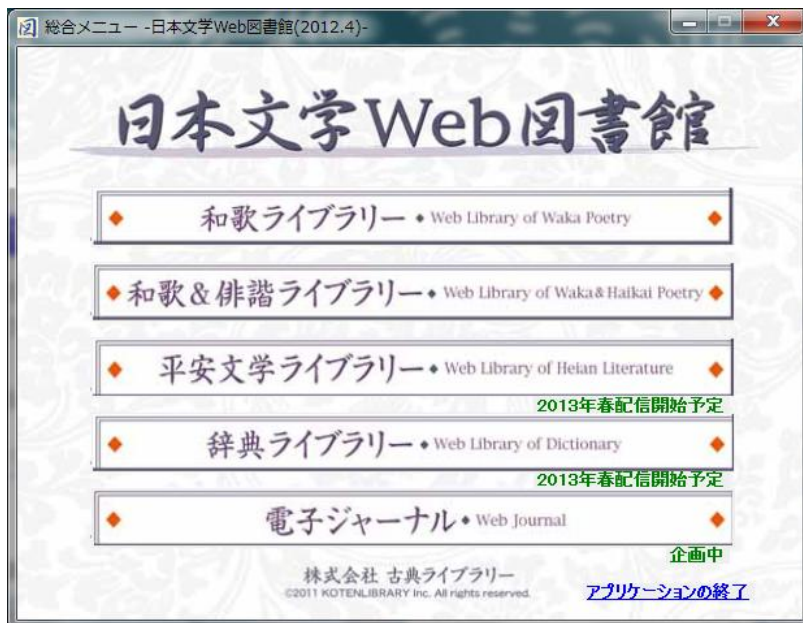 総合メニュー -日本文学Web図書館(2012.4)-
日本文学Web図書館
和歌ライブラリー◆Web Library of Waka Poetry
和歌&俳諧ライブラリー◆Web Library of Waka&Haikai Poetry
平安文学ライブラリー◆Web Library of Heian Literature
2013年春配信開始予定
辞典ライブラリー◆Web Library of Dictionary
2013年春配信開始予定
電子ジャーナル◆Web Journal
企画中
株式会社 古典ライブラリー
©2011 KOTENLIBRARY Inc. All rights reserved.
アプリケーションの終了